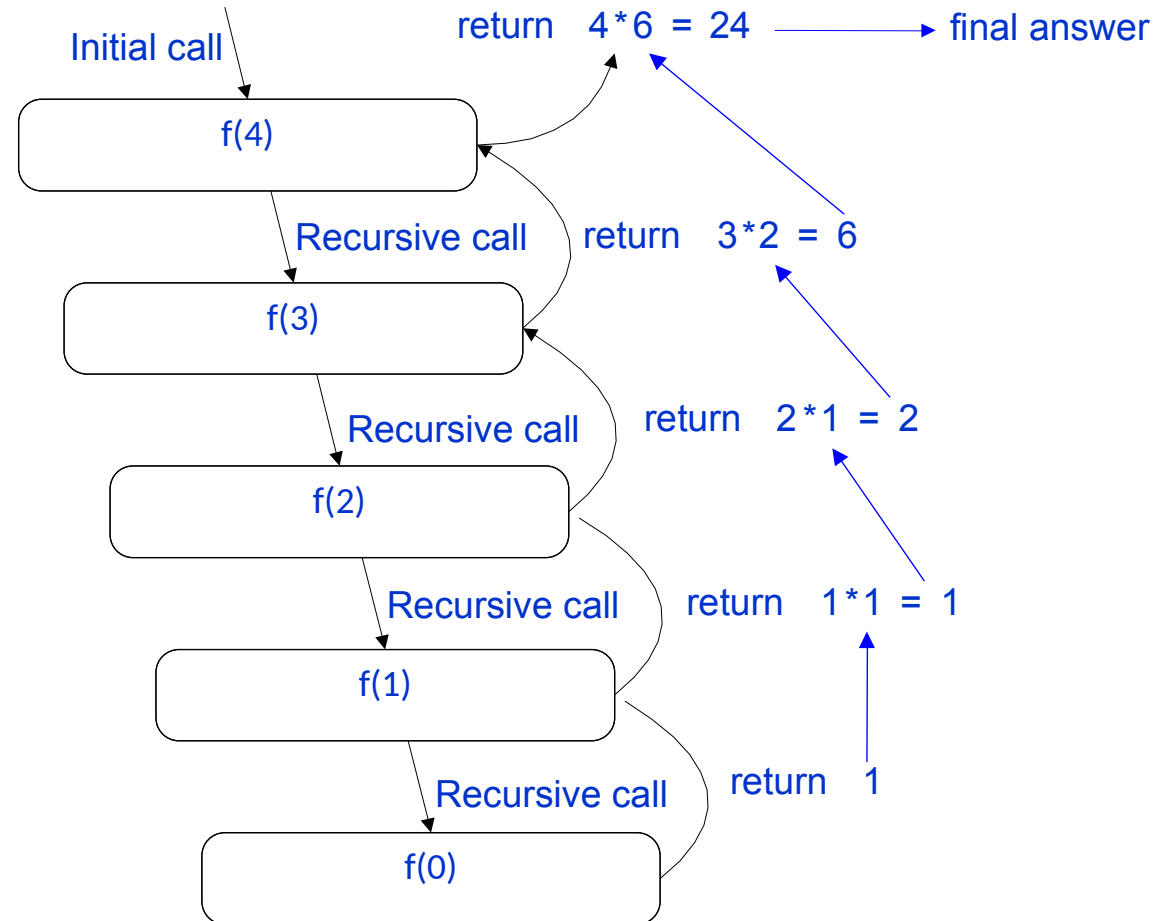 return 4*6 = 24
final answer
Initial call
f(4)
Recursive call
return 3*2 = 6
f(3)
Recursive call
return 2*1 = 2
f(2)
Recursive call
return 1*1 = 1
f(1)
Recursive call
return 1
f(0)